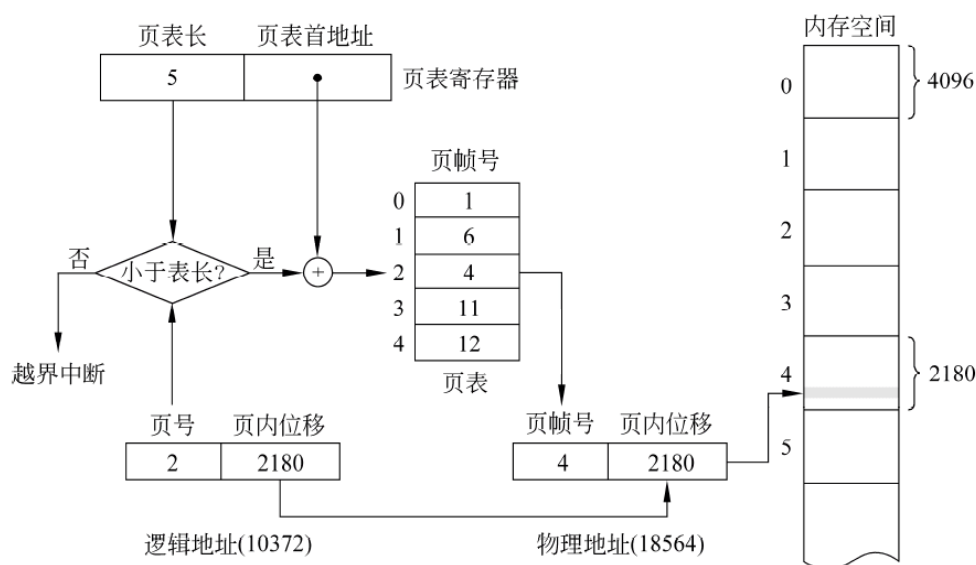 页表长 页表首地址
5
页表寄存器
内存空间
0
4096
1
2
3
4
2180
5
页帧号
0 1
1 6
2 4
3 11
4 12
页表
否
小于表长?
是
+
越界中断
页号 页内位移
2 2180
逻辑地址(10372)
页帧号 页内位移
4 2180
物理地址(18564)